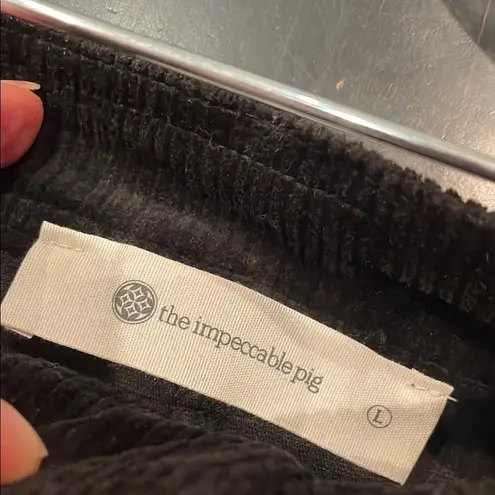 the impeccable pig
L